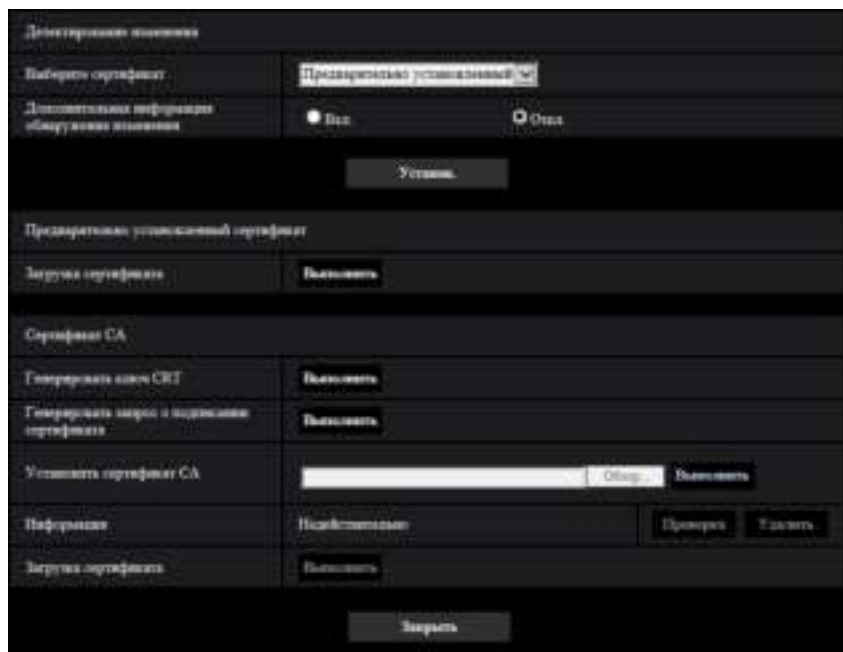 Детектирование изменения
Выберите сертификат
Предварительно установленный
Дополнительная информация
обнаружения изменения
Вкл.
Откл.
Установ.
Предварительно установленный сертификат
Загрузка сертификата
Выполнить
Сертификат CA
Генерировать ключ CRT
Выполнить
Генерировать запрос о подписании
сертификата
Выполнить
Установить сертификат CA
Обзор...
Выполнить
Информация
Недействительно
Проверка
Удалить
Загрузка сертификата
Выполнить
Закрыть